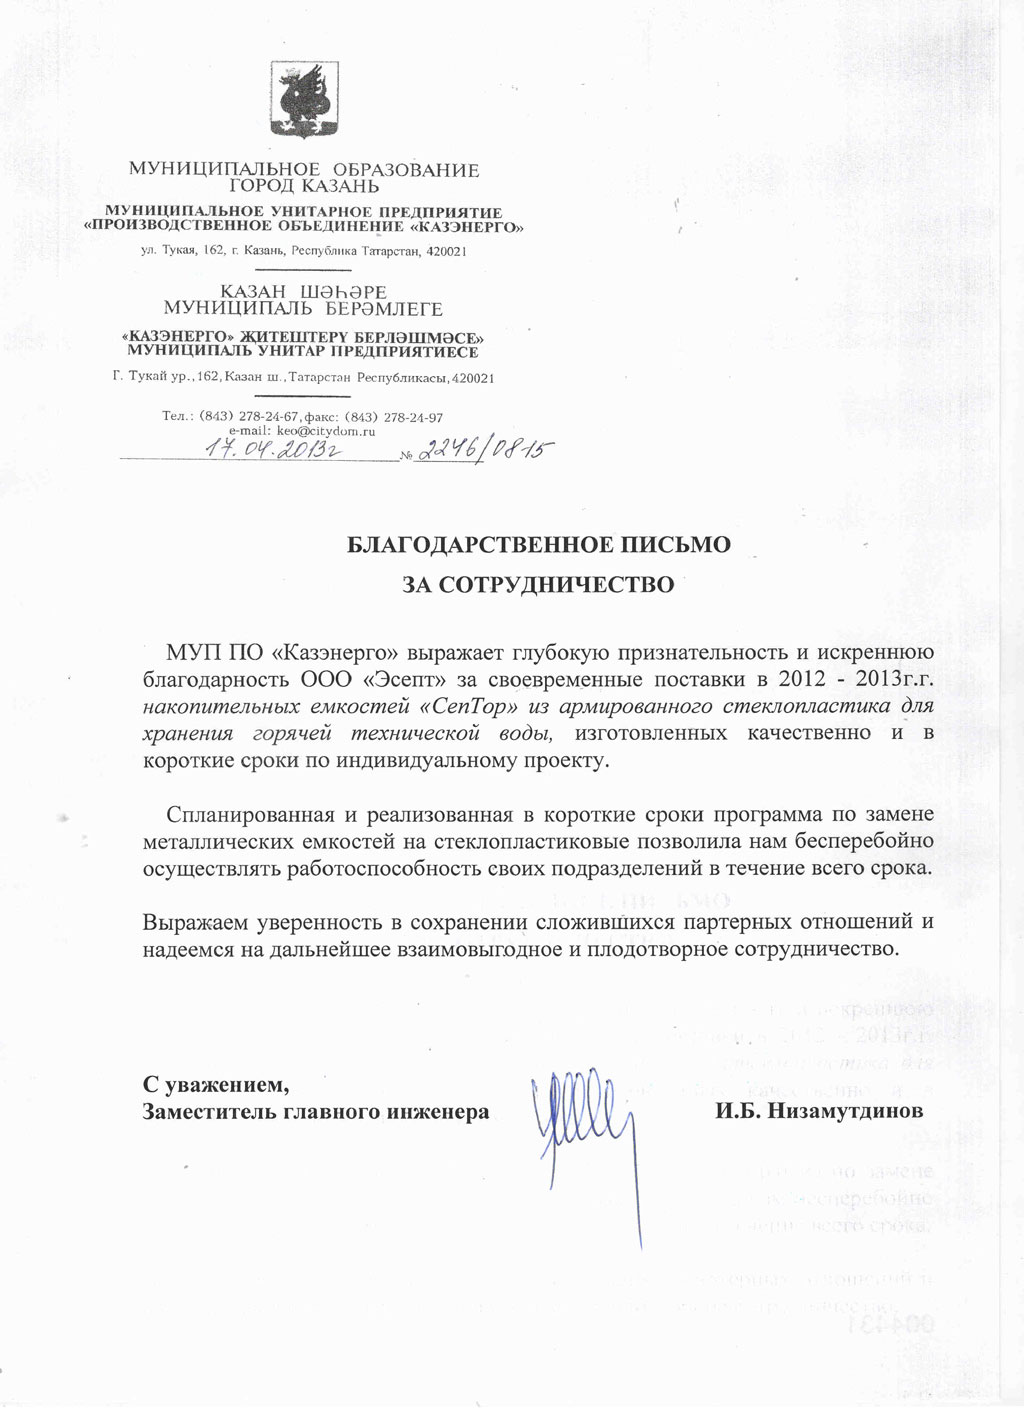 МУНИЦИПАЛЬНОЕ ОБРАЗОВАНИЕ
ГОРОД КАЗАНЬ
МУНИЦИПАЛЬНОЕ УНИТАРНОЕ ПРЕДПРИЯТИЕ
«ПРОИЗВОДСТВЕННОЕ ОБЪЕДИНЕНИЕ «КАЗЭНЕРГО»
ул. Тукая, 162, г. Казань, Республика Татарстан, 420021
КАЗАН ШӘҺӘРЕ
МУНИЦИПАЛЬ БЕРӘМЛЕГЕ
«КАЗЭНЕРГО» ҖИТЕШТЕРҮ БЕРЛӘШМӘСЕ»
МУНИЦИПАЛЬ УНИТАР ПРЕДПРИЯТИЕСЕ
Г. Тукай ур.,162,Казан ш.,Татарстан Республикасы,420021
Тел.: (843) 278-24-67,факс: (843) 278-24-97
e-mail: keo@citydom.ru
17.04.2013г № 2246/0815
БЛАГОДАРСТВЕННОЕ ПИСЬМО
ЗА СОТРУДНИЧЕСТВО
МУП ПО «Казэнерго» выражает глубокую признательность и искреннюю
благодарность ООО «Эсепт» за своевременные поставки в 2012 - 2013г.г.
накопительных емкостей «СепТор» из армированного стеклопластика для
хранения горячей технической воды, изготовленных качественно и в
короткие сроки по индивидуальному проекту.
Спланированная и реализованная в короткие сроки программа по замене
металлических емкостей на стеклопластиковые позволила нам бесперебойно
осуществлять работоспособность своих подразделений в течение всего срока.
Выражаем уверенность в сохранении сложившихся партерных отношений и
надеемся на дальнейшее взаимовыгодное и плодотворное сотрудничество.
С уважением,
Заместитель главного инженера И.Б. Низамутдинов